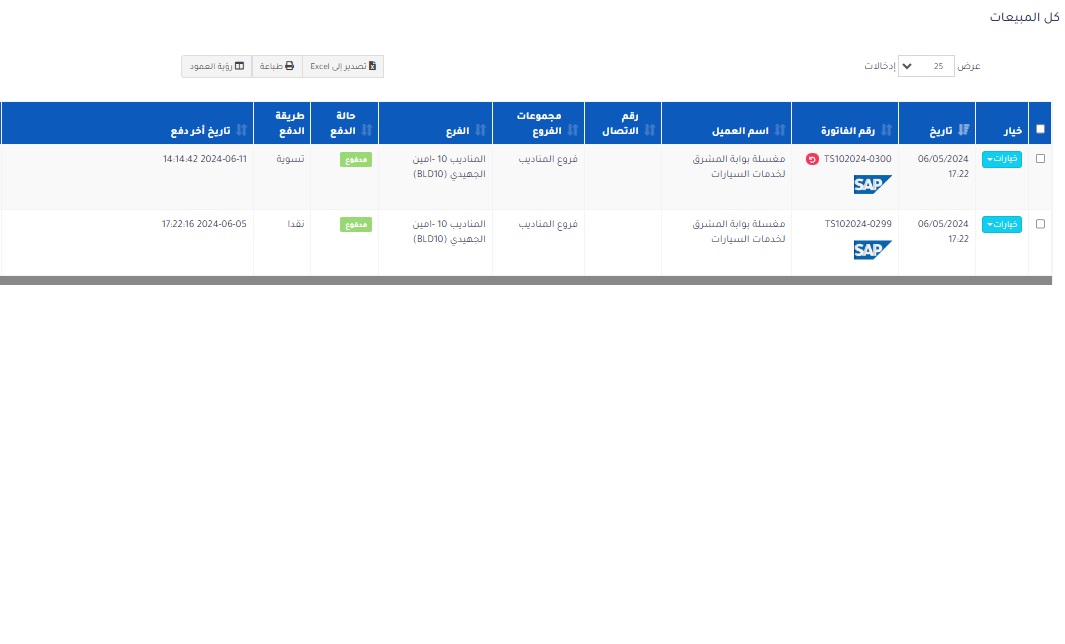 كل المبيعات
عرض 25 إدخالات
تصدير إلى Excel طباعة رؤية العمود
خيار تاريخ رقم الفاتورة اسم العميل رقم الاتصال مجموعات الفروع الفرع حالة الدفع طريقة الدفع تاريخ أخر دفع
خيارات 06/05/2024 TS102024-0300 مغسلة بوابة المشرق فروع المناديب المناديب 10 -امين مدفوع تسوية 2024-06-11 14:14:42
17:22 SAP لخدمات السيارات الجهيدي (BLD10)
خيارات 06/05/2024 TS102024-0299 مغسلة بوابة المشرق فروع المناديب المناديب 10 -امين مدفوع نقدا 2024-06-05 17:22:16
17:22 SAP لخدمات السيارات الجهيدي (BLD10)